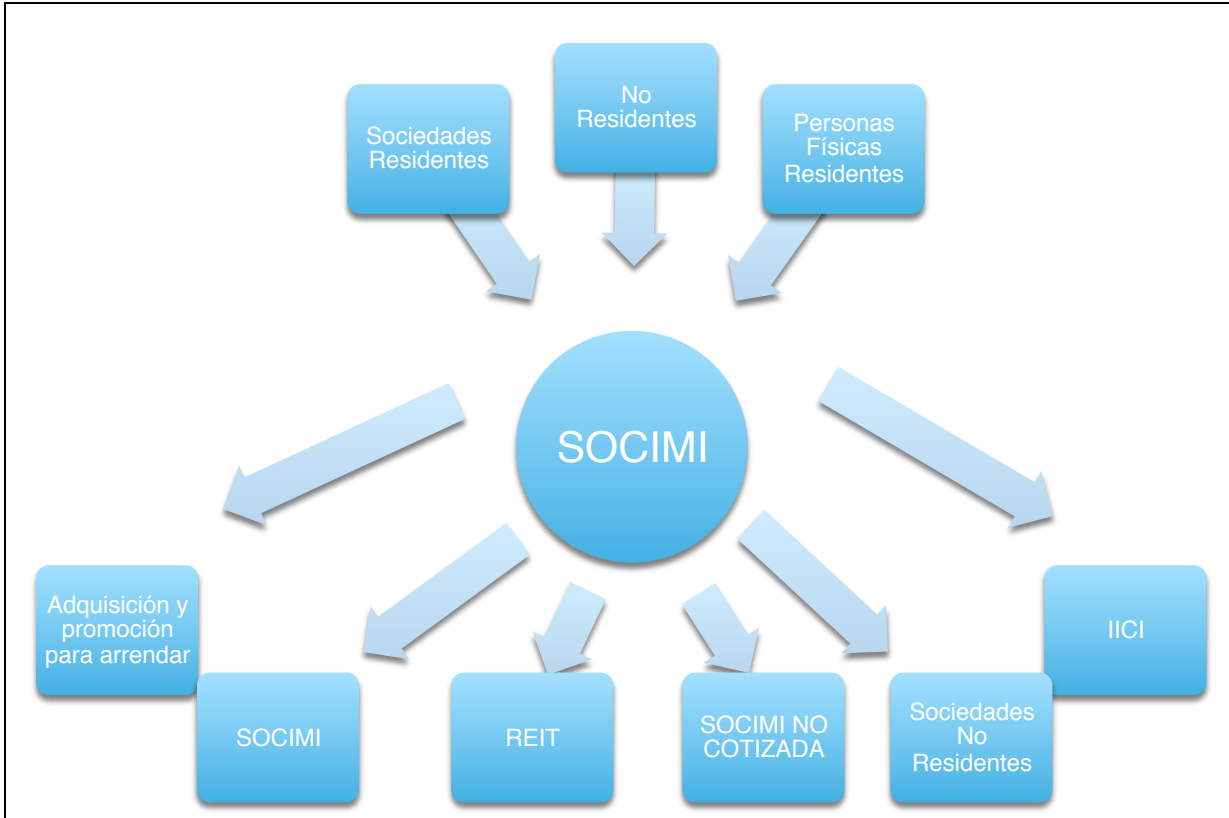 Sociedades
Residentes
No
Residentes
Personas
Físicas
Residentes
SOCIMI
Adquisición y
promoción
para arrendar
SOCIMI
REIT
SOCIMI NO
COTIZADA
Sociedades
No
Residentes
IICI